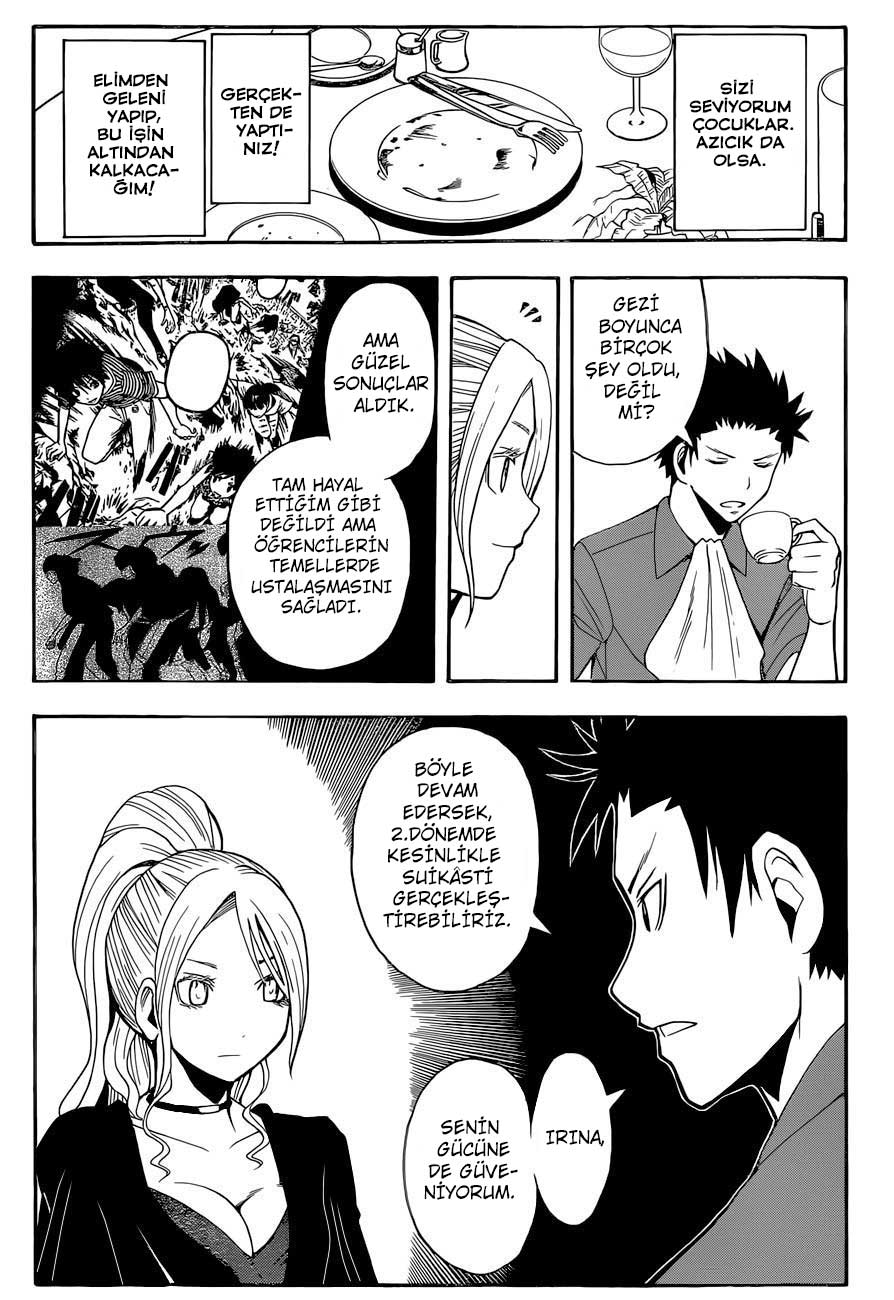 SİZİ
SEVİYORUM
ÇOCUKLAR.
AZICIK DA
OLSA.
GERÇEK-
TEN DE
YAPTI-
NIZ!
ELİMDEN
GELENİ
YAPIP,
BU İŞİN
ALTINDAN
KALKACA-
ĞIM!
GEZİ
BOYUNCA
BİRÇOK
ŞEY OLDU,
DEĞİL
Mİ?
AMA
GÜZEL
SONUÇLAR
ALDIK.
TAM HAYAL
ETTİĞİM GİBİ
DEĞİLDİ AMA
ÖĞRENCİLERİN
TEMELLERDE
USTALAŞMASINI
SAĞLADI.
BÖYLE
DEVAM
EDERSEK,
2.DÖNEMDE
KESİNLİKLE
SUİKÂSTİ
GERÇEKLEŞ-
TİREBİLİRİZ.
IRINA,
SENİN
GÜCÜNE
DE GÜVE-
NİYORUM.